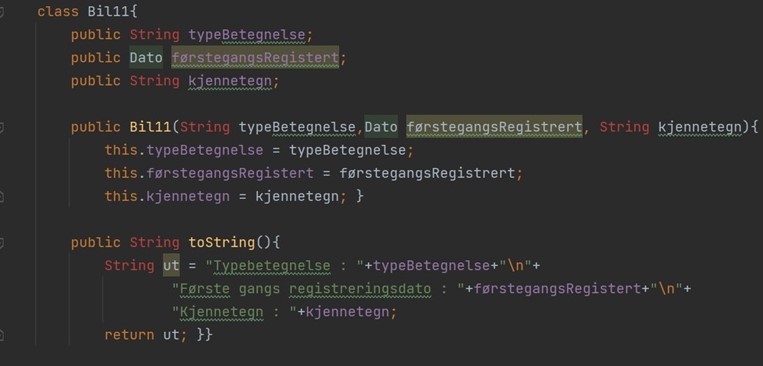 class Bil11{
public String typeBetegnelse;
public Dato førstegangsRegistert;
public String kjennetegn;
public Bil11(String typeBetegnelse,Dato førstegangsRegistrert, String kjennetegn){
this.typeBetegnelse = typeBetegnelse;
this.førstegangsRegistert = førstegangsRegistrert;
this.kjennetegn = kjennetegn; }
public String toString(){
String ut = "Typebetegnelse : "+typeBetegnelse+"\n"+
"Første gangs registreringsdato : "+førstegangsRegistert+"\n"+
"Kjennetegn : "+kjennetegn;
return ut; }}